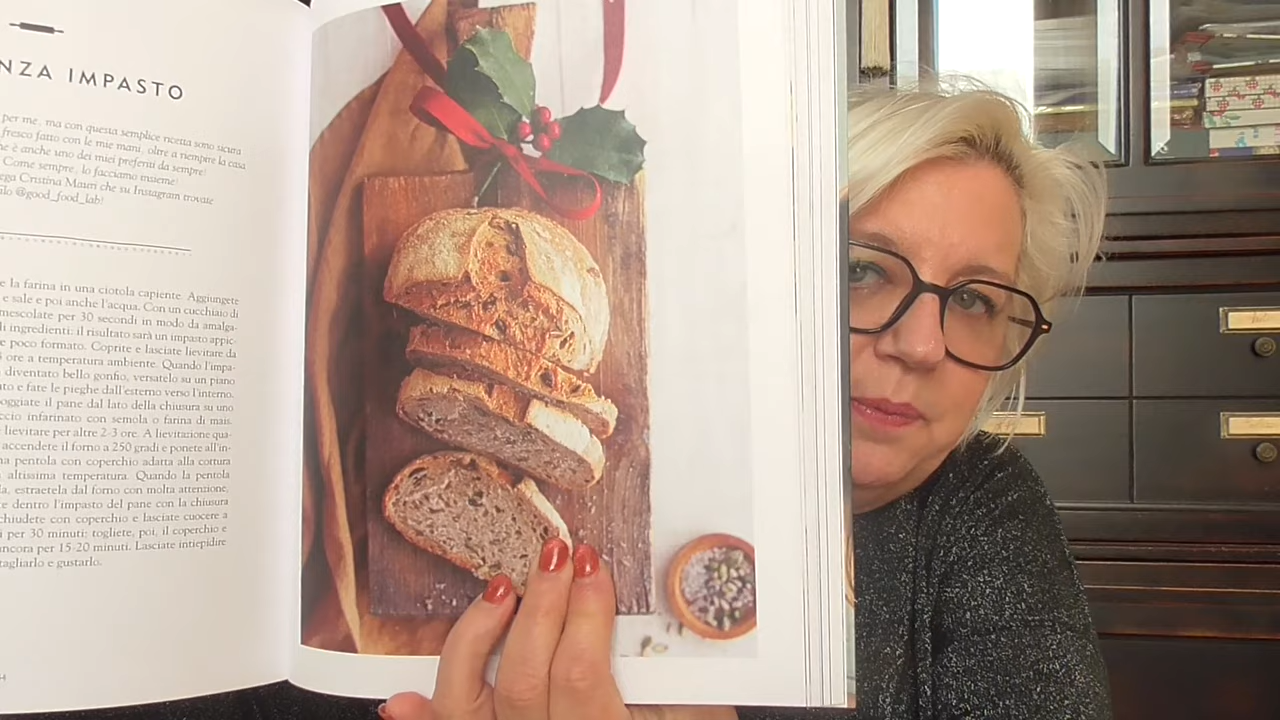 NZA IMPASTO
per me, ma con questa semplice ricetta sono sicura
fresco fatto con le mie mani, oltre a riempire la casa
e è anche uno dei miei preferiti da sempre!
Come sempre, lo facciamo insieme!
ega Cristina Mauri che su Instagram trovate
ilo @good_food_lab!
e la farina in una ciotola capiente. Aggiungete
e sale e poi anche l'acqua. Con un cucchiaio di
mescolate per 30 secondi in modo da amalga-
li ingredienti: il risultato sarà un impasto appic-
e poco formato. Coprite e lasciate lievitare da
ore a temperatura ambiente. Quando l'impa-
diventato bello gonfio, versatelo su un piano
to e fate le pieghe dall'esterno verso l'interno.
oggiate il pane dal lato della chiusura su uno
ccio infarinato con semola o farina di mais.
lievitare per altre 2-3 ore. A lievitazione qua-
accendete il forno a 250 gradi e ponete all'in-
na pentola con coperchio adatta alla cottura
altissima temperatura. Quando la pentola
da, estraetela dal forno con molta attenzione,
e dentro l'impasto del pane con la chiusura
chiudete con coperchio e lasciate cuocere a
i per 30 minuti; togliete, poi, il coperchio e
ancora per 15-20 minuti. Lasciate intiepidire
tagliarlo e gustarlo.